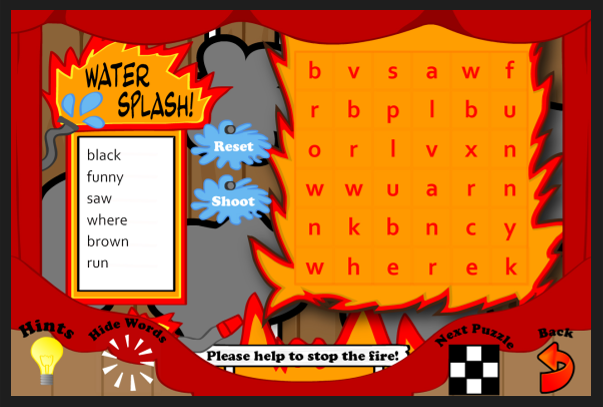 WATER
SPLASH!
black
funny
saw
where
brown
run
Reset
Shoot
b v s a w f
r b p l b u
o r l v x n
w w u a r n
n k b n c y
w h e r e k
Hints
Hide Words
Please help to stop the fire!
Next Puzzle
Back